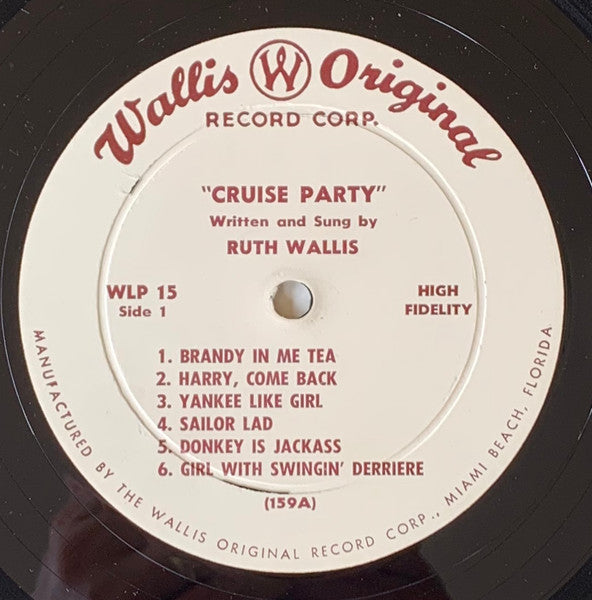 Wallis W Original
RECORD CORP.
"CRUISE PARTY"
Written and Sung by
RUTH WALLIS
WLP 15
Side 1
HIGH
FIDELITY
1. BRANDY IN ME TEA
2. HARRY, COME BACK
3. YANKEE LIKE GIRL
4. SAILOR LAD
5. DONKEY IS JACKASS
6. GIRL WITH SWINGIN' DERRIERE
(159A)
MANUFACTURED BY THE WALLIS ORIGINAL RECORD CORP., MIAMI BEACH, FLORIDA